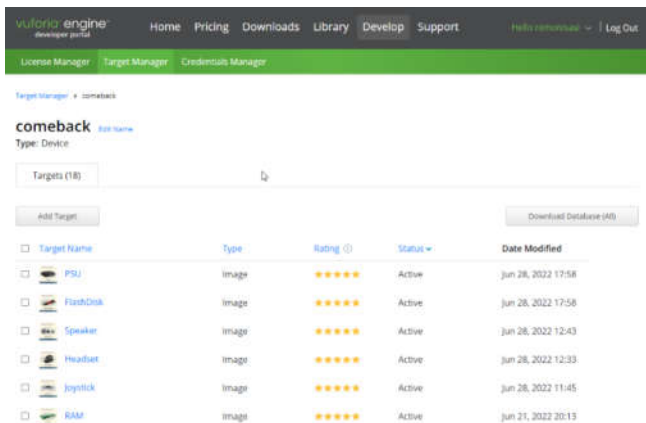 vuforia engine Home Pricing Downloads Library Develop Support | Log Out
developer portal
License Manager Target Manager Credentials Manager
Target Manager > comeback
comeback Edit Name
Type: Device
Targets (18)
Add Target Download Database (All)
Target Name Type Rating Status Date Modified
PSU Image Active Jun 28, 2022 17:58
FlashDisk Image Active Jun 28, 2022 17:58
Speaker Image Active Jun 28, 2022 12:43
Headset Image Active Jun 28, 2022 12:33
Joystick Image Active Jun 28, 2022 11:45
RAM Image Active Jun 21, 2022 20:13